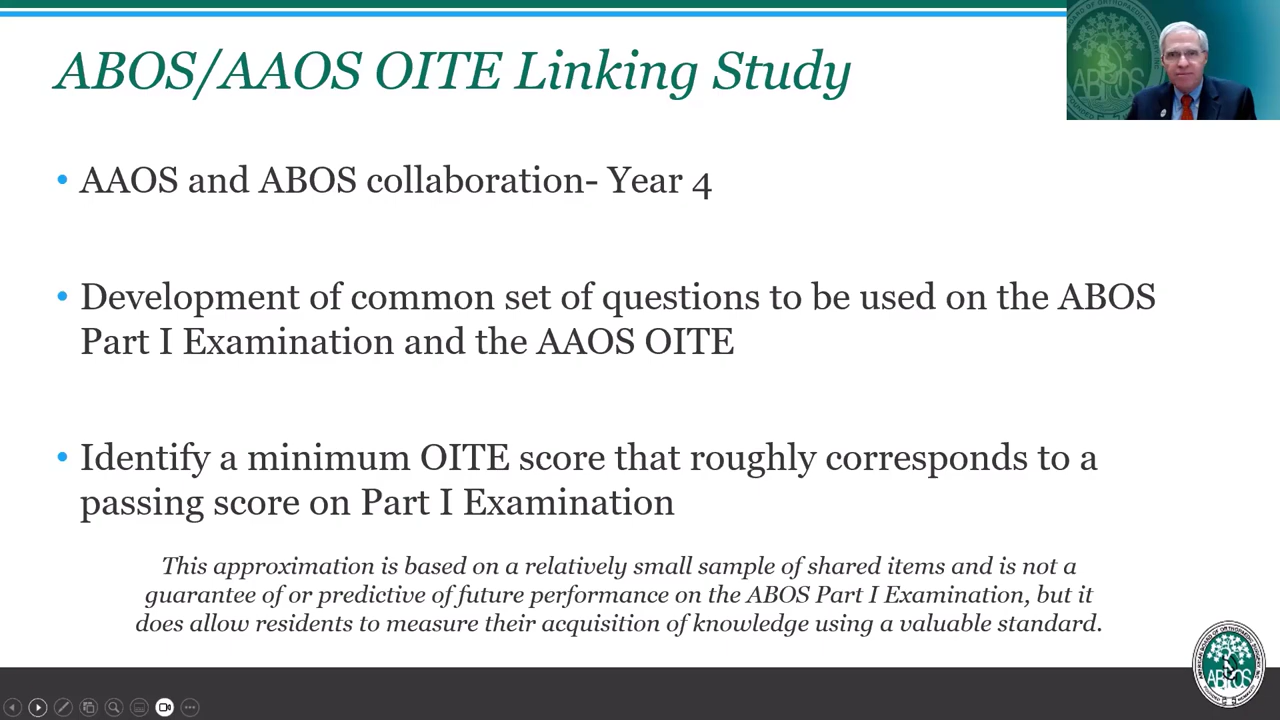 ABOS/AAOS OITE Linking Study
• AAOS and ABOS collaboration- Year 4
• Development of common set of questions to be used on the ABOS
Part I Examination and the AAOS OITE
• Identify a minimum OITE score that roughly corresponds to a
passing score on Part I Examination
This approximation is based on a relatively small sample of shared items and is not a
guarantee of or predictive of future performance on the ABOS Part I Examination, but it
does allow residents to measure their acquisition of knowledge using a valuable standard.
ABOS